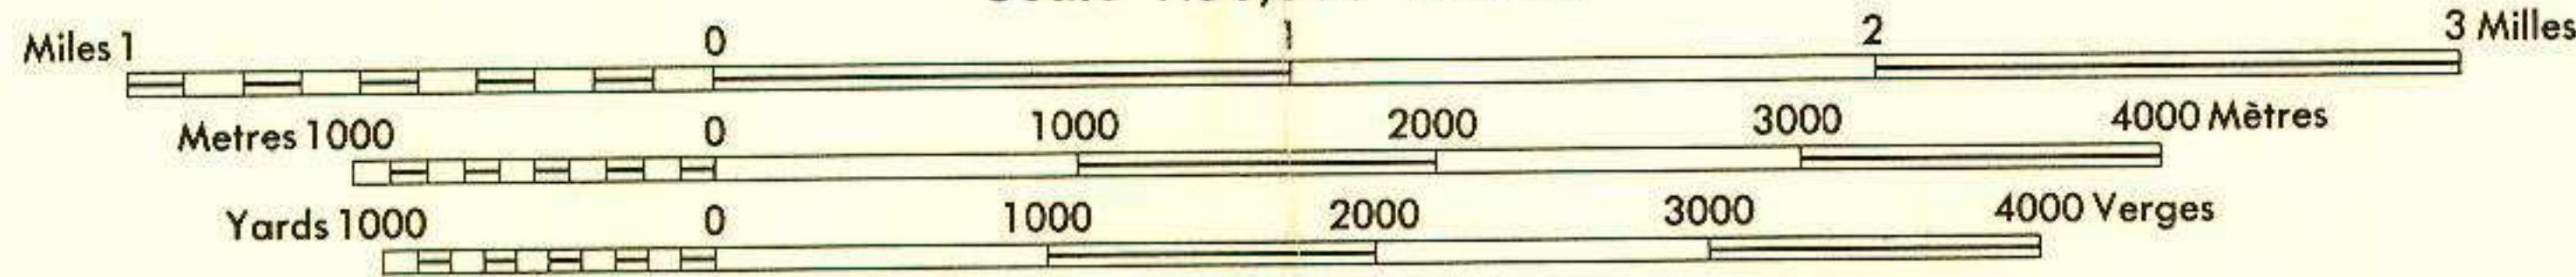 Miles 1 0 1 2 3 Milles
Metres 1000 0 1000 2000 3000 4000 Mètres
Yards 1000 0 1000 2000 3000 4000 Verges